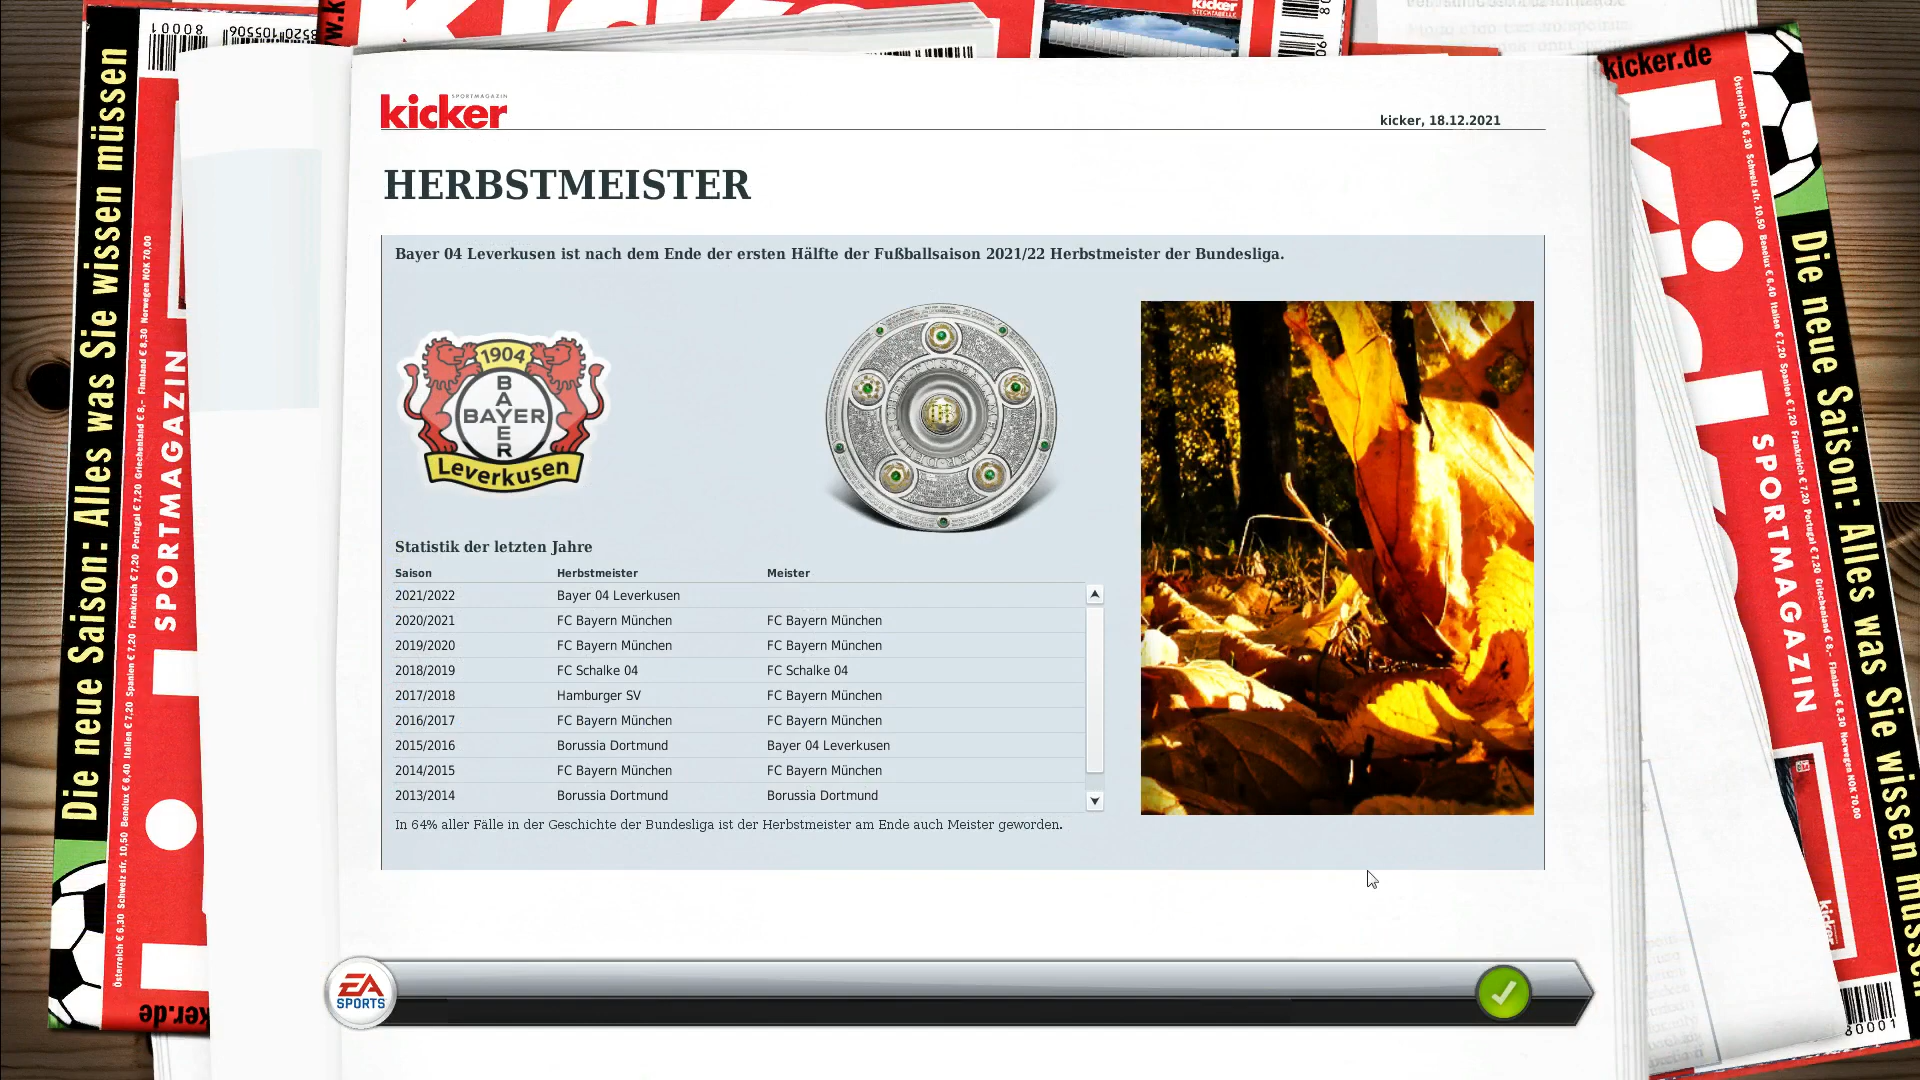 kicker
SPORTMAGAZIN
kicker, 18.12.2021
HERBSTMEISTER
Bayer 04 Leverkusen ist nach dem Ende der ersten Hälfte der Fußballsaison 2021/22 Herbstmeister der Bundesliga.
1904
BAYER
BAYER
Leverkusen
Statistik der letzten Jahre
Saison Herbstmeister Meister
2021/2022 Bayer 04 Leverkusen
2020/2021 FC Bayern München FC Bayern München
2019/2020 FC Bayern München FC Bayern München
2018/2019 FC Schalke 04 FC Schalke 04
2017/2018 Hamburger SV FC Bayern München
2016/2017 FC Bayern München FC Bayern München
2015/2016 Borussia Dortmund Bayer 04 Leverkusen
2014/2015 FC Bayern München FC Bayern München
2013/2014 Borussia Dortmund Borussia Dortmund
In 64% aller Fälle in der Geschichte der Bundesliga ist der Herbstmeister am Ende auch Meister geworden.
EA
SPORTS
Die neue Saison: Alles was Sie wissen müssen
SPORTMAGAZIN
kicker.de
Die neue Saison: Alles was Sie wissen müssen
SPORTMAGAZIN
kicker
80001
80001